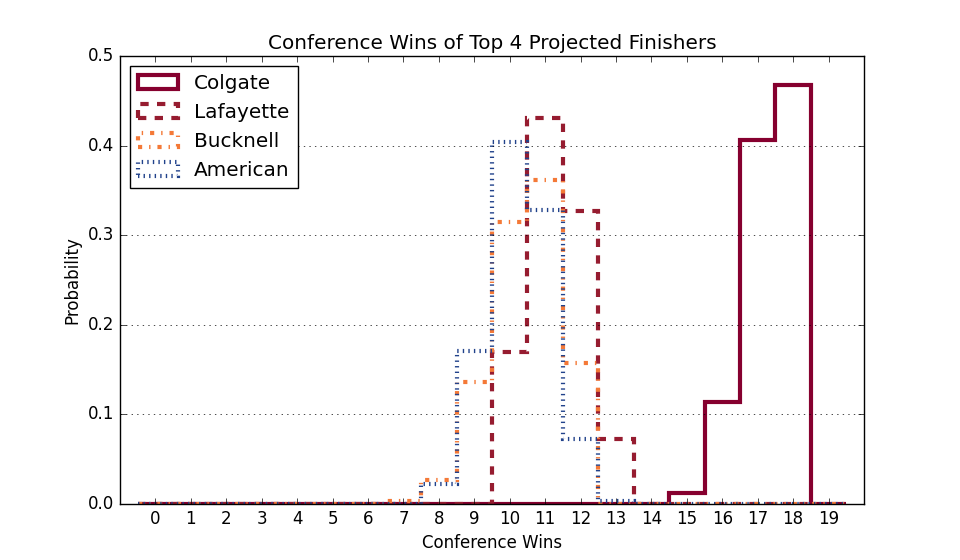 Conference Wins of Top 4 Projected Finishers
0.5
0.4
0.3
0.2
0.1
0.0
Probability
Colgate
Lafayette
Bucknell
American
0 1 2 3 4 5 6 7 8 9 10 11 12 13 14 15 16 17 18 19
Conference Wins